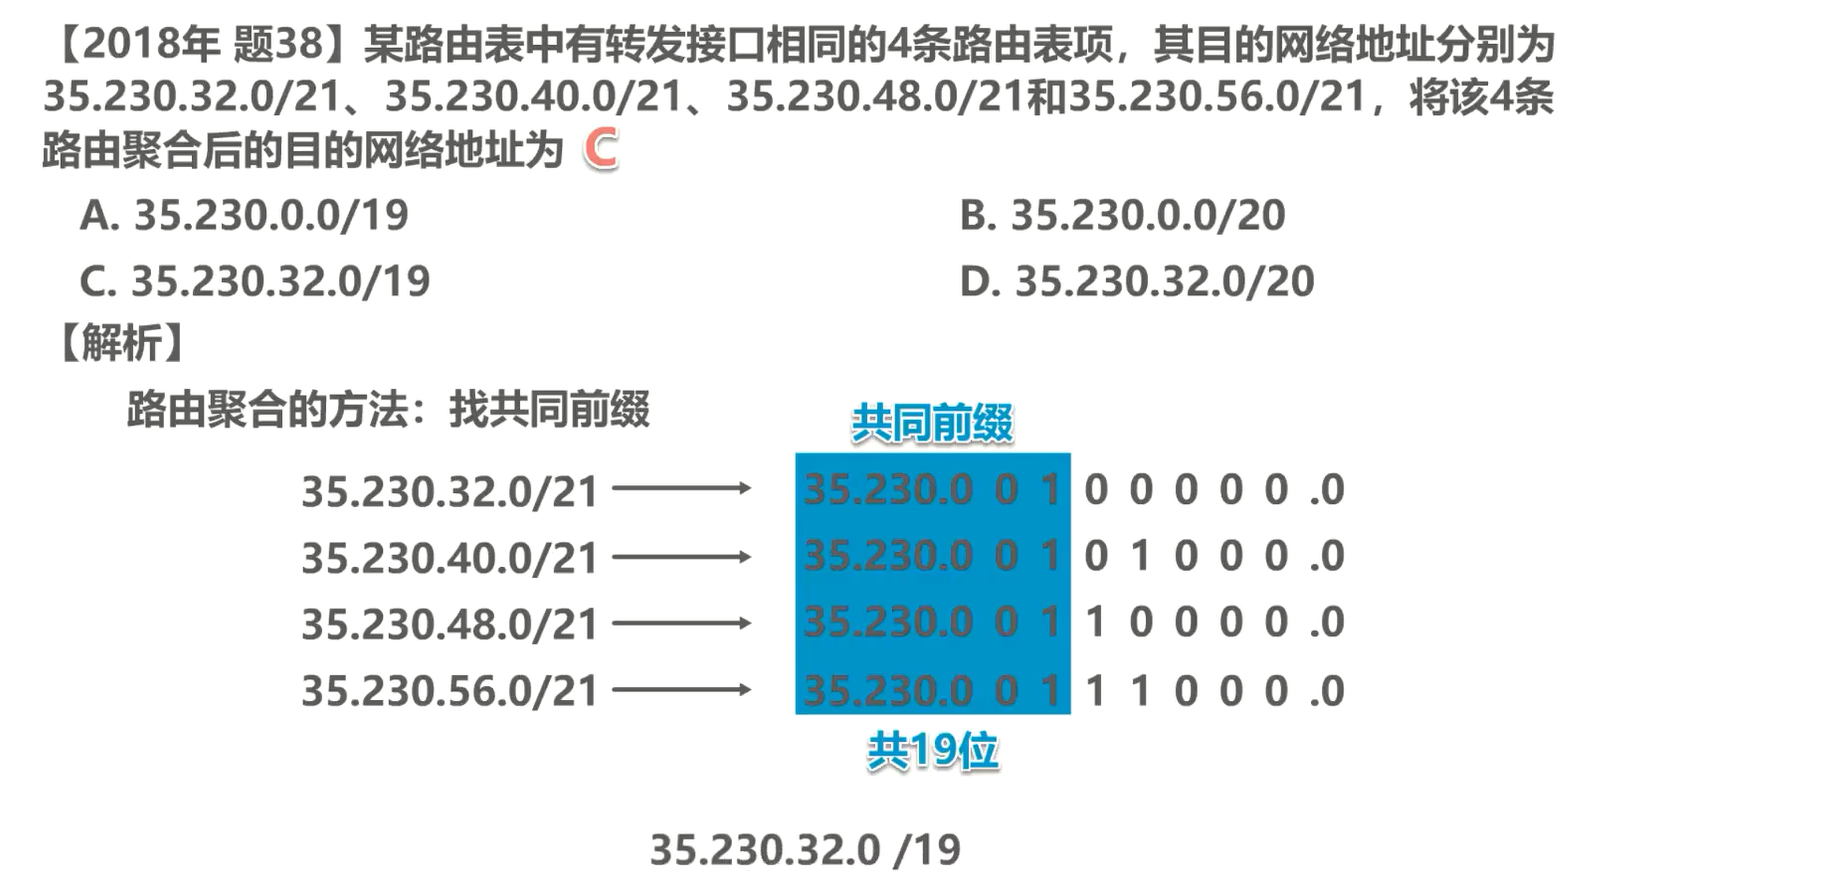 【2018年 题38】某路由表中有转发接口相同的4条路由表项，其目的网络地址分别为
35.230.32.0/21、35.230.40.0/21、35.230.48.0/21和35.230.56.0/21，将该4条
路由聚合后的目的网络地址为 C
A. 35.230.0.0/19 B. 35.230.0.0/20
C. 35.230.32.0/19 D. 35.230.32.0/20
【解析】
路由聚合的方法：找共同前缀
共同前缀
35.230.32.0/21 35.230.0 0 1 0 0 0 0 0 .0
35.230.40.0/21 35.230.0 0 1 0 1 0 0 0 .0
35.230.48.0/21 35.230.0 0 1 1 0 0 0 0 .0
35.230.56.0/21 35.230.0 0 1 1 1 0 0 0 .0
共19位
35.230.32.0 /19